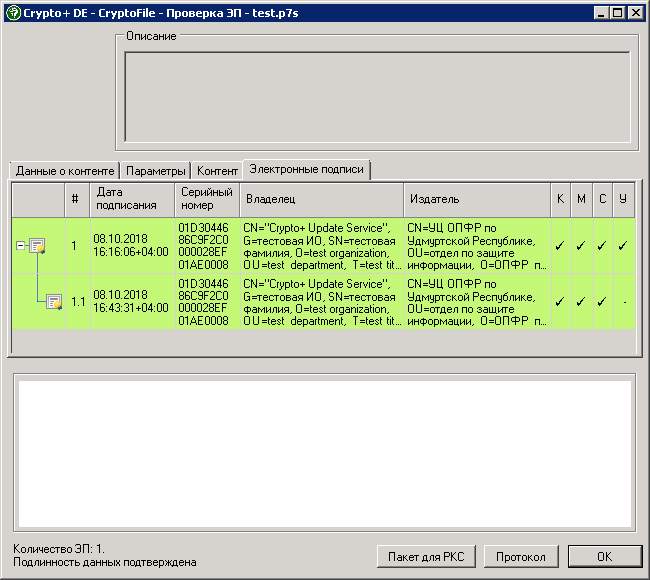 Crypto+ DE - CryptoFile - Проверка ЭП - test.p7s
Описание
Данные о контенте Параметры Контент Электронные подписи
# Дата подписания Серийный номер Владелец Издатель К М С У
1
08.10.2018
16:16:06+04:00
01D30446
86C9F2C0
000028EF
01AE0008
CN="Crypto+ Update Service",
G=тестовая ИО, SN=тестовая
фамилия, O=test organization,
OU=test department, T=test tit...
CN=УЦ ОПФР по
Удмуртской Республике,
OU=отдел по защите
информации, O=ОПФР п...
✓ ✓ ✓ ✓
1.1
08.10.2018
16:43:31+04:00
01D30446
86C9F2C0
000028EF
01AE0008
CN="Crypto+ Update Service",
G=тестовая ИО, SN=тестовая
фамилия, O=test organization,
OU=test department, T=test tit...
CN=УЦ ОПФР по
Удмуртской Республике,
OU=отдел по защите
информации, O=ОПФР п...
✓ ✓ ✓ -
Количество ЭП: 1.
Подлинность данных подтверждена
Пакет для РКС Протокол OK